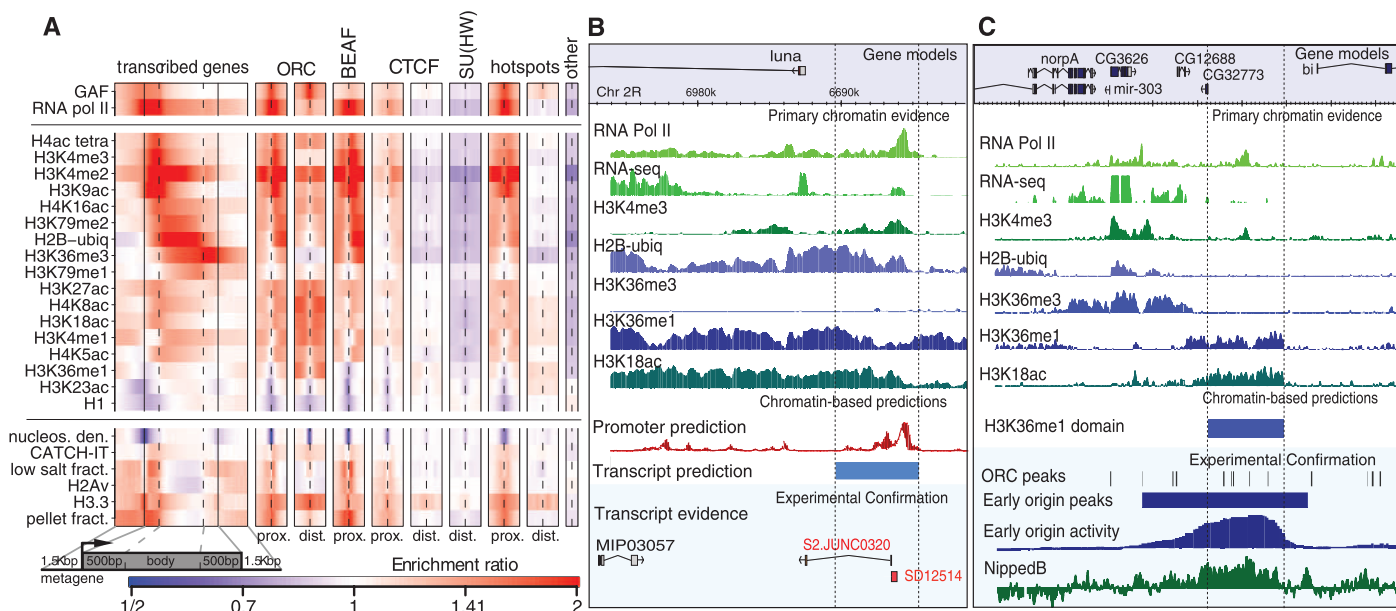 A
transcribed genes
ORC
BEAF
CTCF
SU(HW)
hotspots
other
GAF
RNA pol II
H4ac tetra
H3K4me3
H3K4me2
H3K9ac
H4K16ac
H3K79me2
H2B−ubiq
H3K36me3
H3K79me1
H3K27ac
H4K8ac
H3K18ac
H3K4me1
H4K5ac
H3K36me1
H3K23ac
H1
nucleos. den.
CATCH-IT
low salt fract.
H2Av
H3.3
pellet fract.
prox. dist. prox. prox. dist. prox. dist.
1.5Kbp 500bp body 500bp 1.5Kbp
metagene
Enrichment ratio
1/2 0.7 1 1.41 2
B
luna
Gene models
Chr 2R 6980k 6690k
Primary chromatin evidence
RNA Pol II
RNA-seq
H3K4me3
H2B-ubiq
H3K36me3
H3K36me1
H3K18ac
Chromatin-based predictions
Promoter prediction
Transcript prediction
Experimental Confirmation
Transcript evidence
MIP03057
S2.JUNC0320
SD12514
C
norpA
CG3626
CG12688
Gene models
mir-303
CG32773
bi
Primary chromatin evidence
RNA Pol II
RNA-seq
H3K4me3
H2B-ubiq
H3K36me3
H3K36me1
H3K18ac
Chromatin-based predictions
H3K36me1 domain
Experimental Confirmation
ORC peaks
Early origin peaks
Early origin activity
NippedB